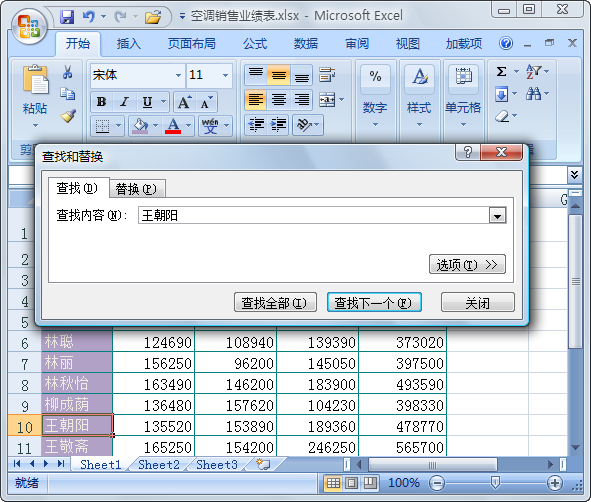 空调销售业绩表.xlsx - Microsoft Excel
开始 插入 页面布局 公式 数据 审阅 视图 加载项
宋体 11
粘贴 B I U A A 数字 样式 单元格
A wén
查找和替换
查找(D) 替换(P)
查找内容(N): 王朝阳
选项(T) >>
查找全部(I) 查找下一个(F) 关闭
G
1
2
3
4
5
6 林聪 124690 108940 139390 373020
7 林丽 156250 96200 145050 397500
8 林秋怡 163490 146200 183900 493590
9 柳成荫 136480 157620 104230 398330
10 王朝阳 135520 153890 189360 478770
11 王敬斋 165250 154200 246250 565700
Sheet1 Sheet2 Sheet3
就绪 100%